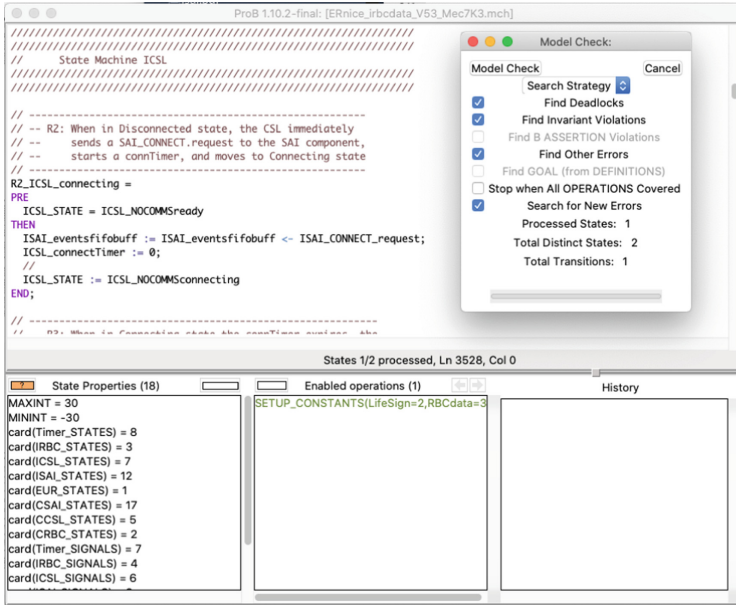 ProB 1.10.2-final: [ERnice_irbcdata_V53_Mec7K3.mch]
////////////////////////////////////////////////////////////////
////////////////////////////////////////////////////////////////
//      State Machine ICSL
////////////////////////////////////////////////////////////////
////////////////////////////////////////////////////////////////
// -----------------------------------------------------
// -- R2: When in Disconnected state, the CSL immediately
// --     sends a SAI_CONNECT.request to the SAI component,
// --     starts a connTimer, and moves to Connecting state
// -----------------------------------------------------
R2_ICSL_connecting =
PRE
  ICSL_STATE = ICSL_NOCOMMSready
THEN
  ISAI_eventsfifobuff := ISAI_eventsfifobuff <- ISAI_CONNECT_request;
  ICSL_connectTimer := 0;
  //
  ICSL_STATE := ICSL_NOCOMMSconnecting
END;
// -------------------------------------------------------
Model Check:
Model Check
Cancel
Search Strategy
Find Deadlocks
Find Invariant Violations
Find B ASSERTION Violations
Find Other Errors
Find GOAL (from DEFINITIONS)
Stop when All OPERATIONS Covered
Search for New Errors
Processed States: 1
Total Distinct States: 2
Total Transitions: 1
States 1/2 processed, Ln 3528, Col 0
? State Properties (18)
MAXINT = 30
MININT = -30
card(Timer_STATES) = 8
card(IRBC_STATES) = 3
card(ICSL_STATES) = 7
card(ISAI_STATES) = 12
card(EUR_STATES) = 1
card(CSAI_STATES) = 17
card(CCSL_STATES) = 5
card(CRBC_STATES) = 2
card(Timer_SIGNALS) = 7
card(IRBC_SIGNALS) = 4
card(ICSL_SIGNALS) = 6
Enabled operations (1)
SETUP_CONSTANTS(LifeSign=2,RBCdata=3
History